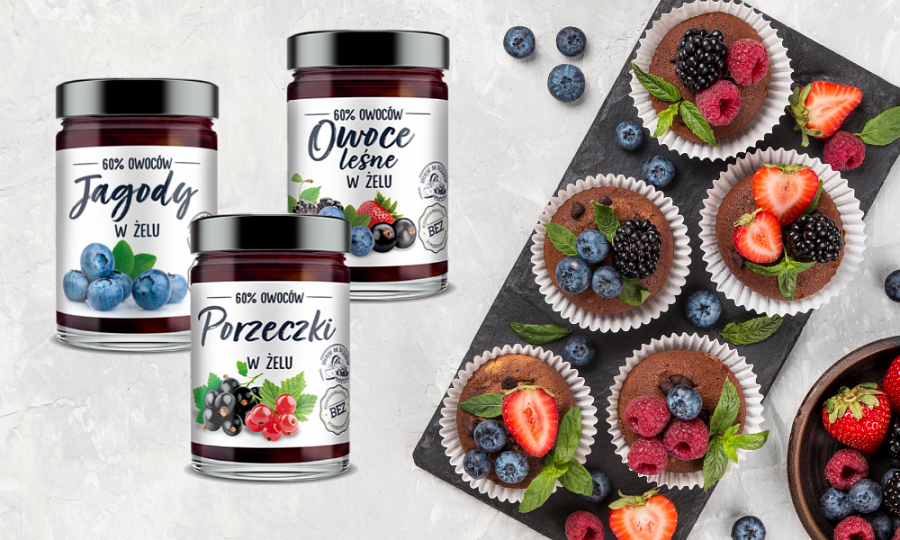 60% OWOCÓW
Jagody
W ŻELU
60% OWOCÓW
Owoce
leśne
W ŻELU
BEZ
60% OWOCÓW
Porzeczki
W ŻELU
BEZ